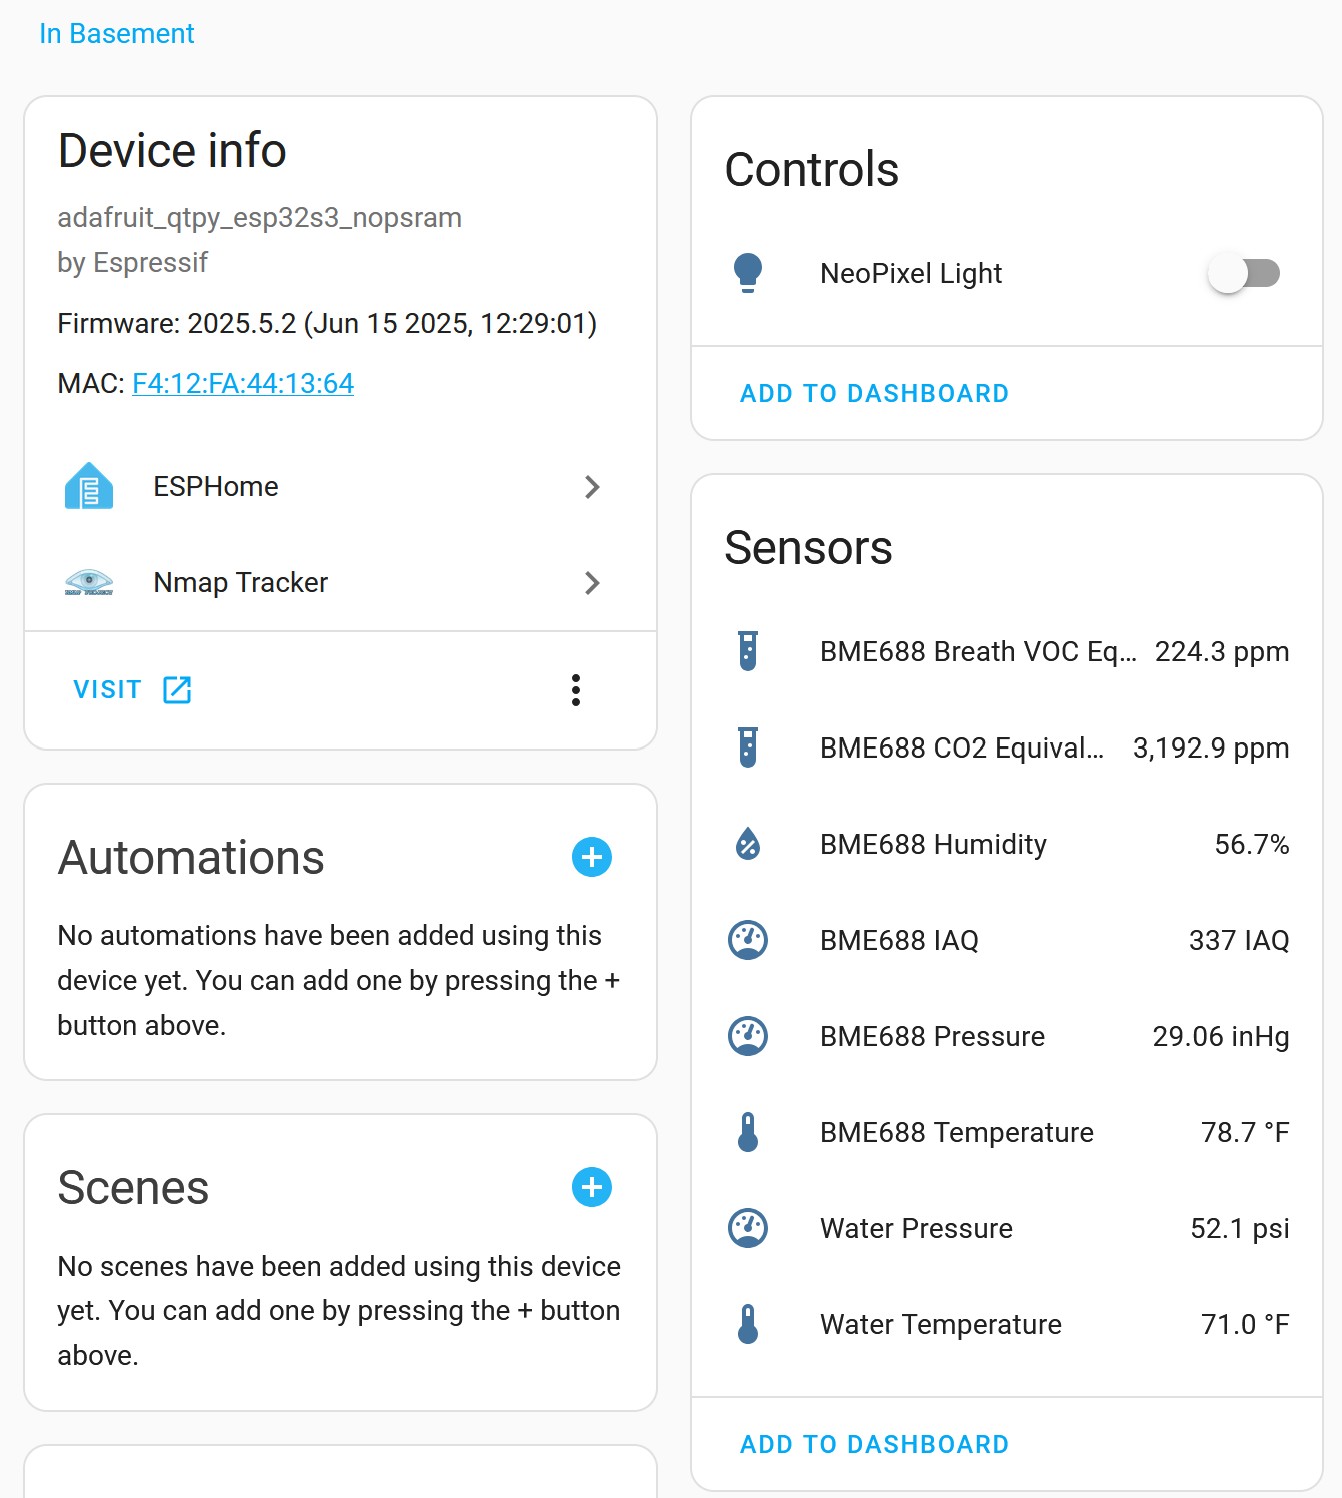 In Basement
Device info
adafruit_qtpy_esp32s3_nopsram
by Espressif
Firmware: 2025.5.2 (Jun 15 2025, 12:29:01)
MAC: F4:12:FA:44:13:64
ESPHome
Nmap Tracker
VISIT
Automations
No automations have been added using this
device yet. You can add one by pressing the +
button above.
Scenes
No scenes have been added using this device
yet. You can add one by pressing the + button
above.
Controls
NeoPixel Light
ADD TO DASHBOARD
Sensors
BME688 Breath VOC Eq... 224.3 ppm
BME688 CO2 Equival... 3,192.9 ppm
BME688 Humidity 56.7%
BME688 IAQ 337 IAQ
BME688 Pressure 29.06 inHg
BME688 Temperature 78.7 °F
Water Pressure 52.1 psi
Water Temperature 71.0 °F
ADD TO DASHBOARD